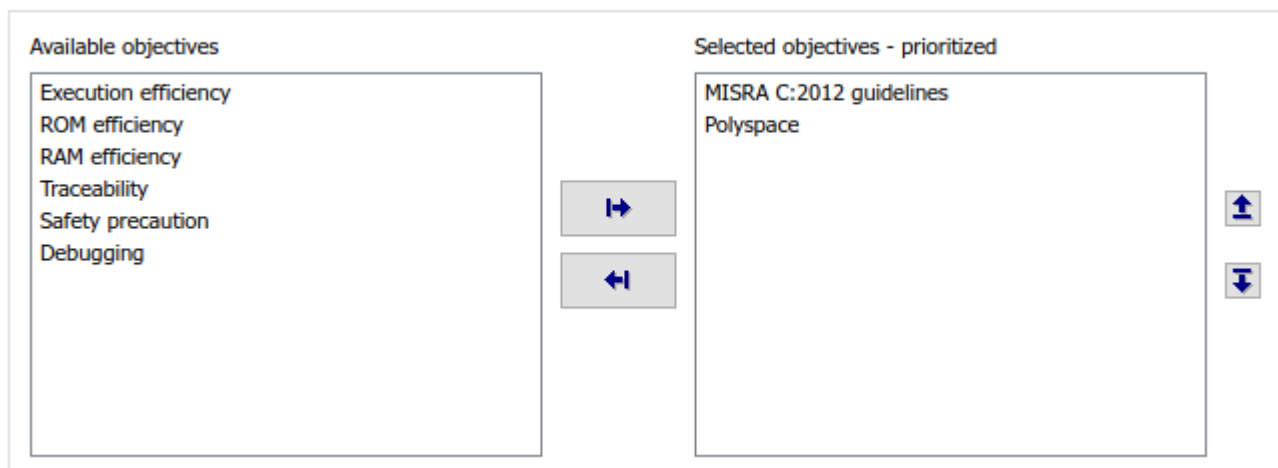 Available objectives
Execution efficiency
ROM efficiency
RAM efficiency
Traceability
Safety precaution
Debugging
Selected objectives - prioritized
MISRA C:2012 guidelines
Polyspace